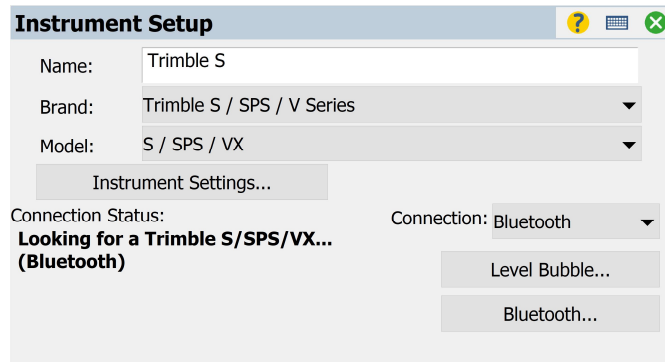 Instrument Setup
?
Name: Trimble S
Brand: Trimble S / SPS / V Series
Model: S / SPS / VX
Instrument Settings...
Connection Status:
Connection: Bluetooth
Looking for a Trimble S/SPS/VX...
(Bluetooth)
Level Bubble...
Bluetooth...